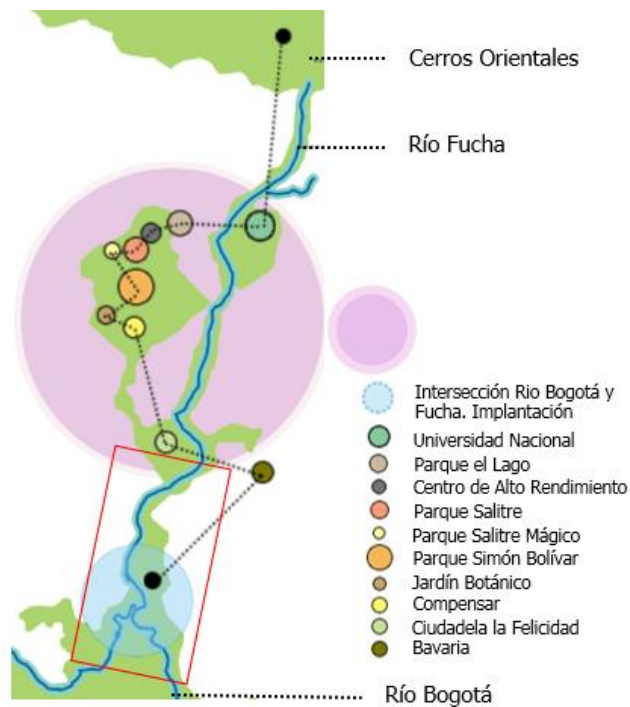 Cerros Orientales
Río Fucha
Intersección Rio Bogotá y
Fucha. Implantación
Universidad Nacional
Parque el Lago
Centro de Alto Rendimiento
Parque Salitre
Parque Salitre Mágico
Parque Simón Bolívar
Jardín Botánico
Compensar
Ciudadela la Felicidad
Bavaria
Río Bogotá